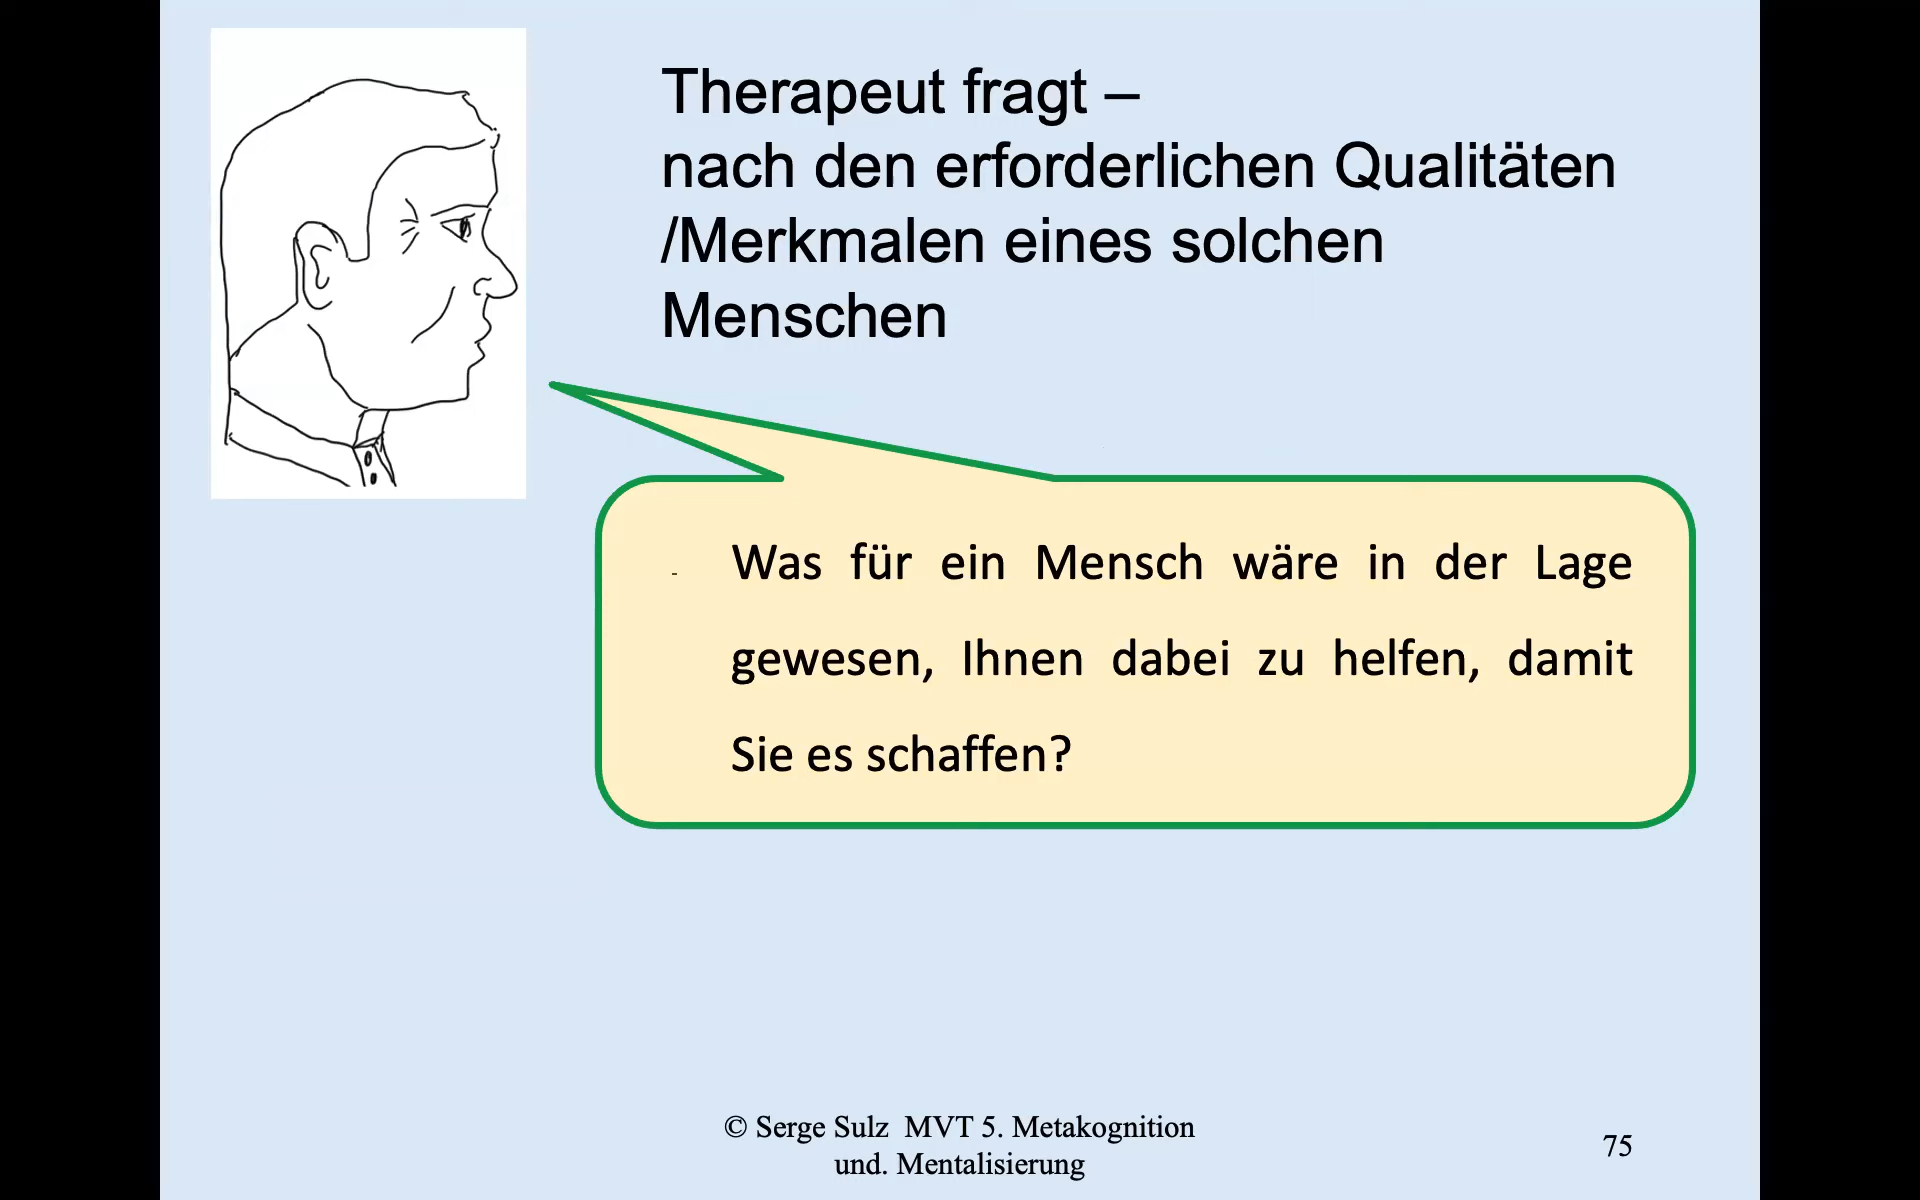 Therapeut fragt –
nach den erforderlichen Qualitäten
/Merkmalen eines solchen
Menschen
- Was für ein Mensch wäre in der Lage
gewesen, Ihnen dabei zu helfen, damit
Sie es schaffen?
© Serge Sulz MVT 5. Metakognition
und. Mentalisierung
75